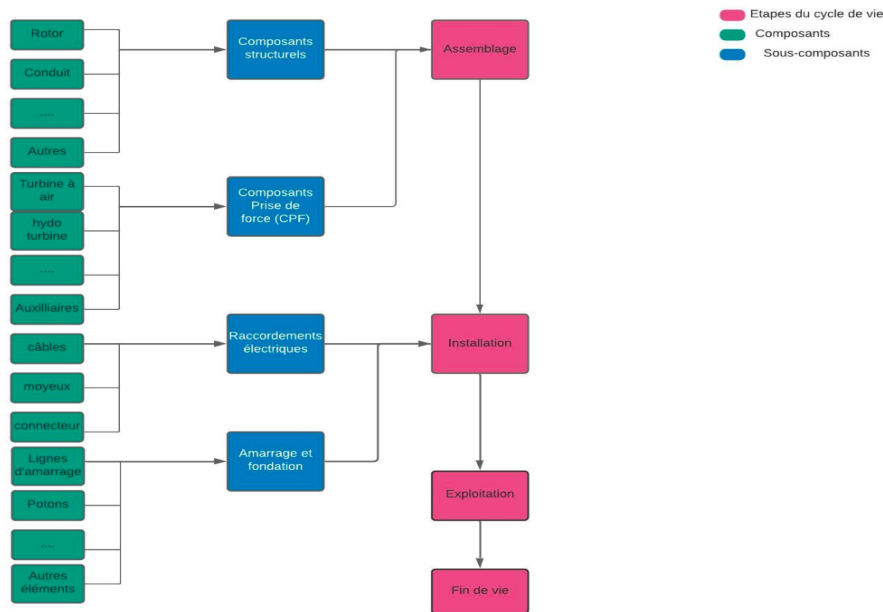 Etapes du cycle de vie
Composants
Sous-composants
Rotor
Conduit
....
Autres
Composants
structurels
Assemblage
Turbine à
air
hydo
turbine
....
Auxilliaires
Composants
Prise de
force (CPF)
câbles
moyeux
connecteur
Raccordements
électriques
Installation
Lignes
d'amarrage
Potons
....
Autres
éléments
Amarrage et
fondation
Exploitation
Fin de vie